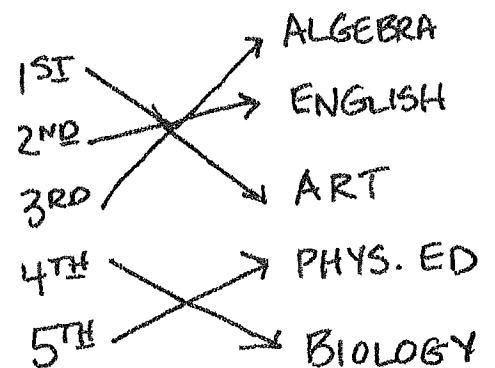 1ST
2ND
3RD
4TH
5TH
ALGEBRA
ENGLISH
ART
PHYS. ED
BIOLOGY